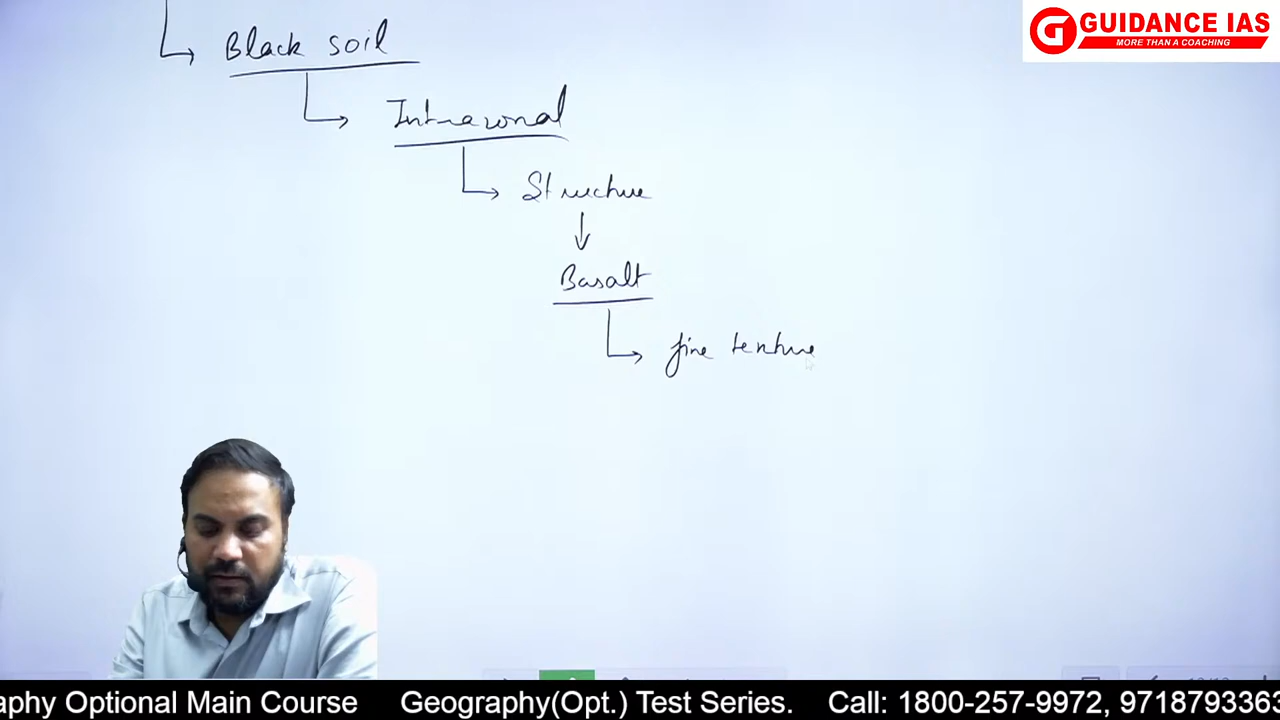 GUIDANCE IAS
MORE THAN A COACHING
Black soil
Intrazonal
Structure
Basalt
fine texture
aphy Optional Main Course Geography(Opt.) Test Series. Call: 1800-257-9972, 9718793363